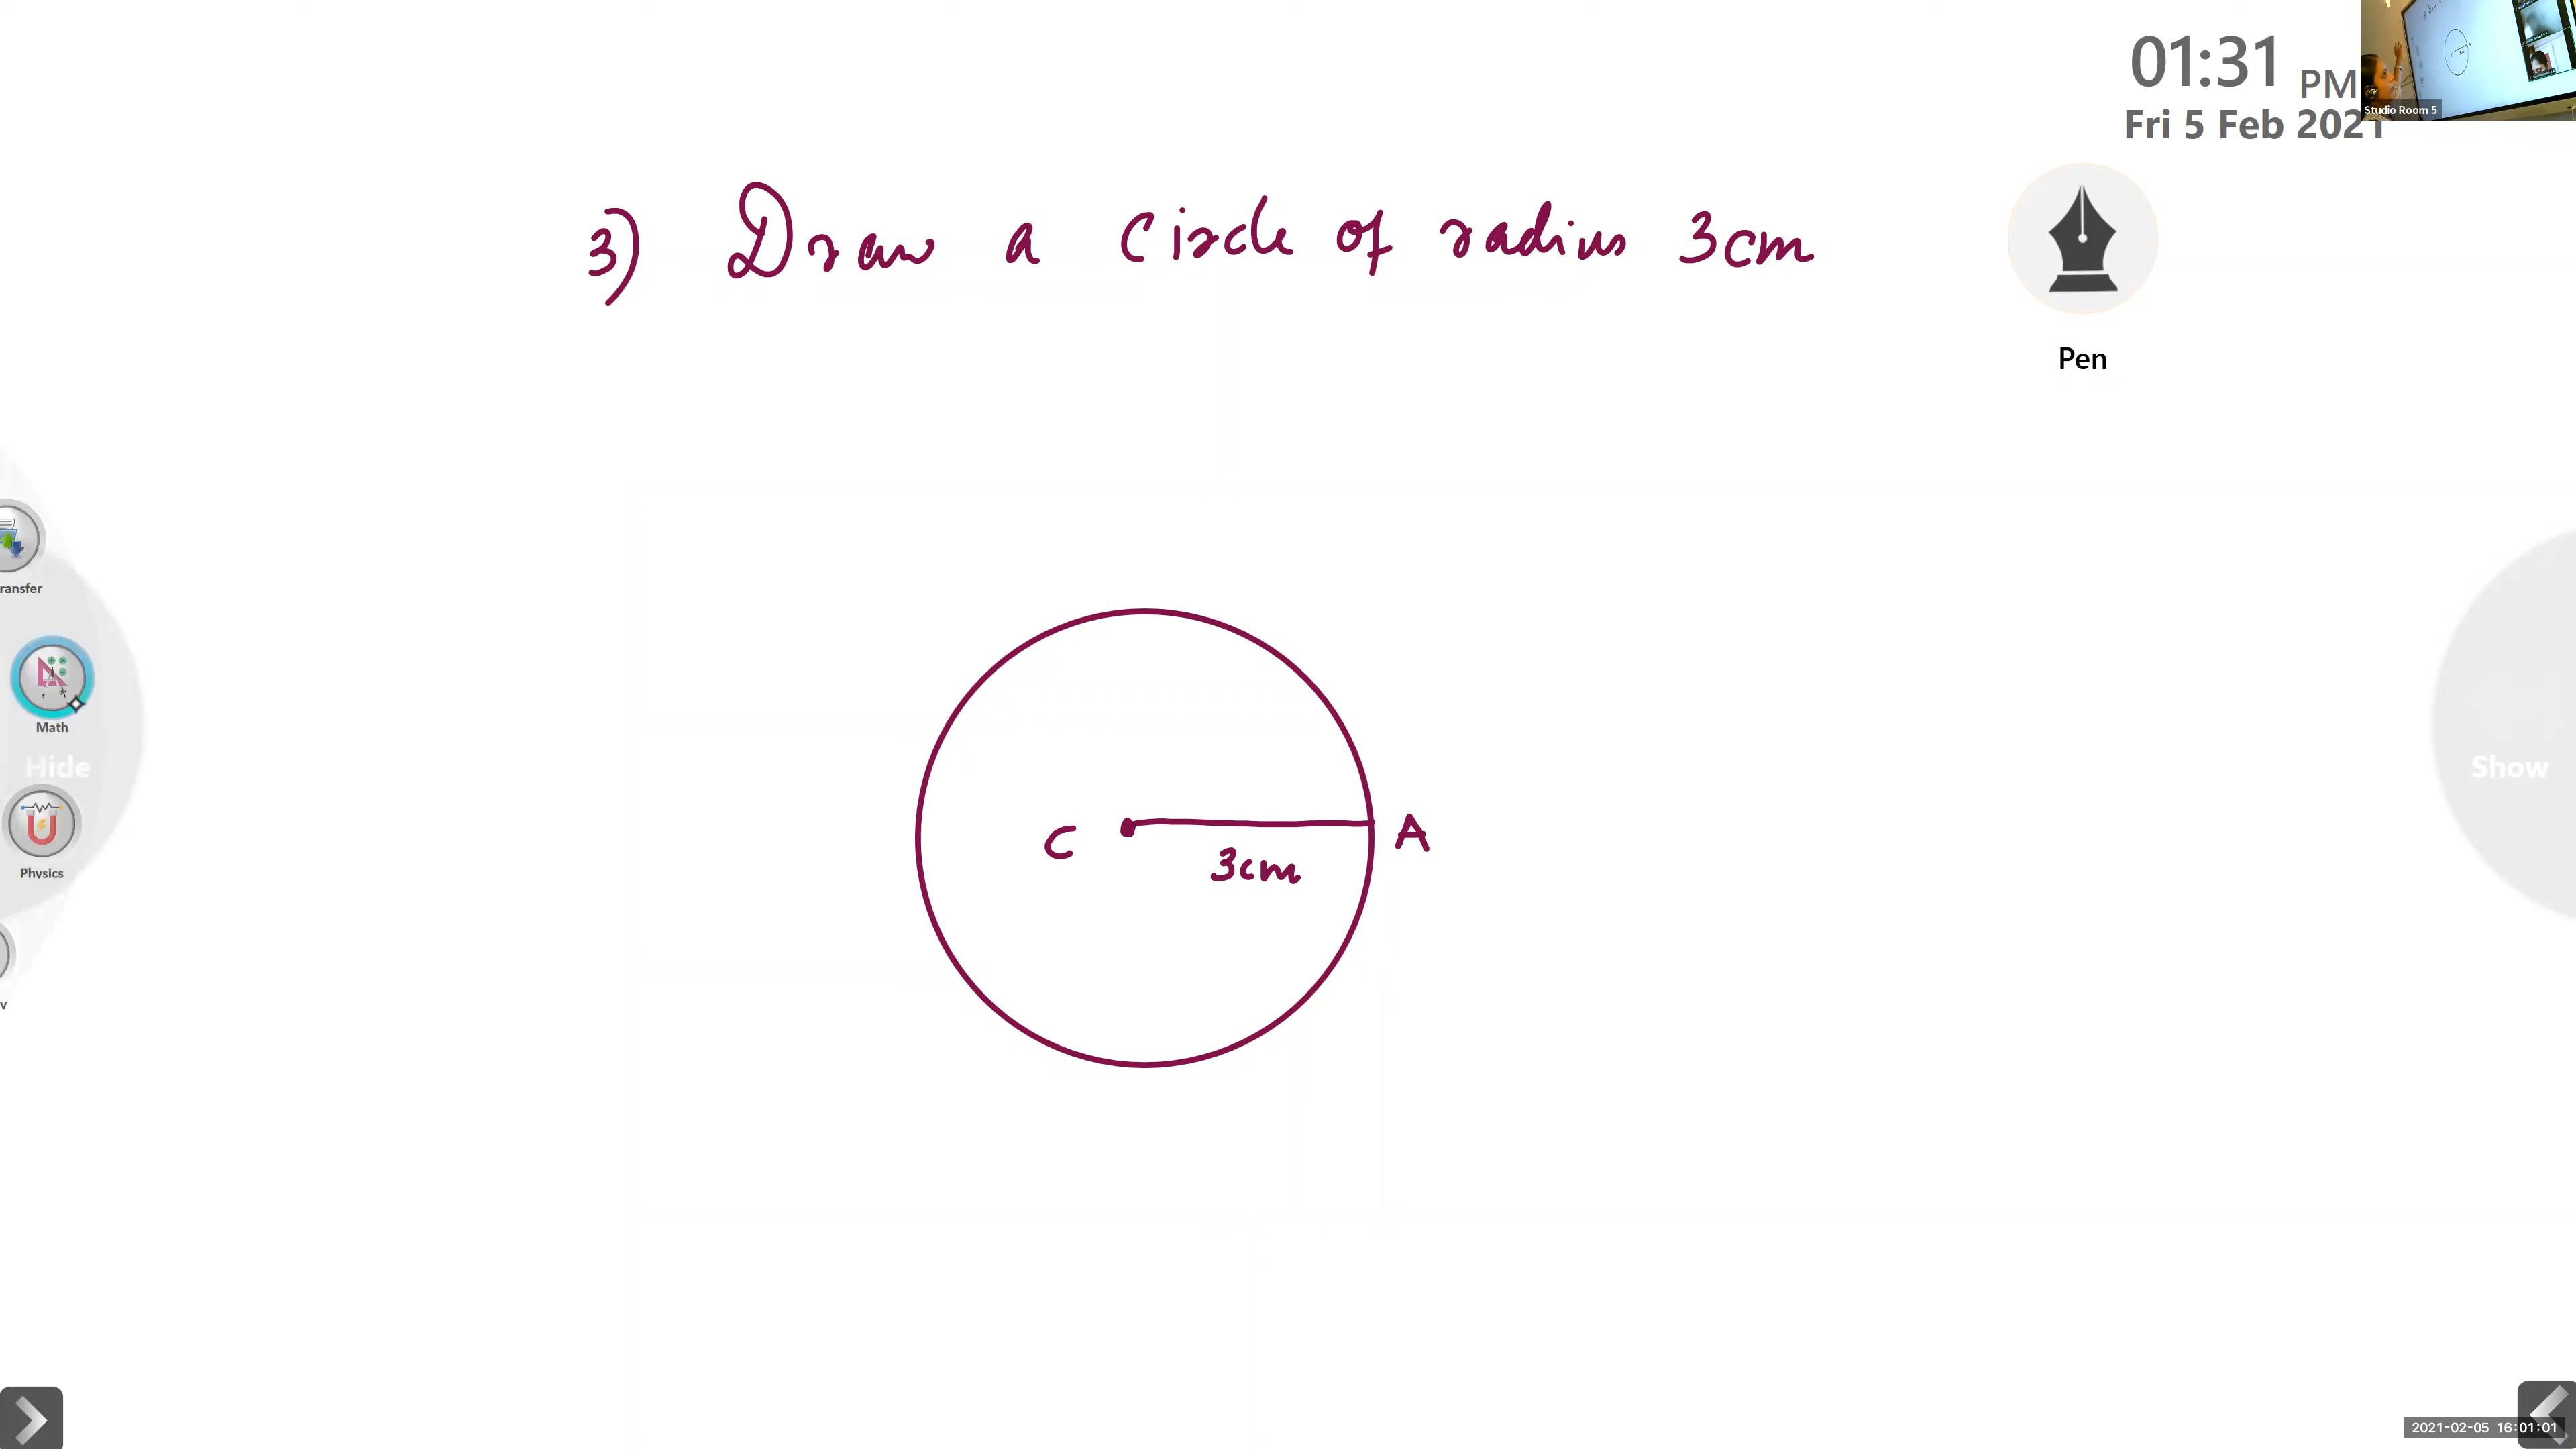 01:31 PM
Fri 5 Feb 2021
Studio Room 5
3) Draw a circle of radius 3cm
Pen
ransfer
Math
Hide
Show
C
A
3cm
Physics
v
2021-02-05 16:01:01